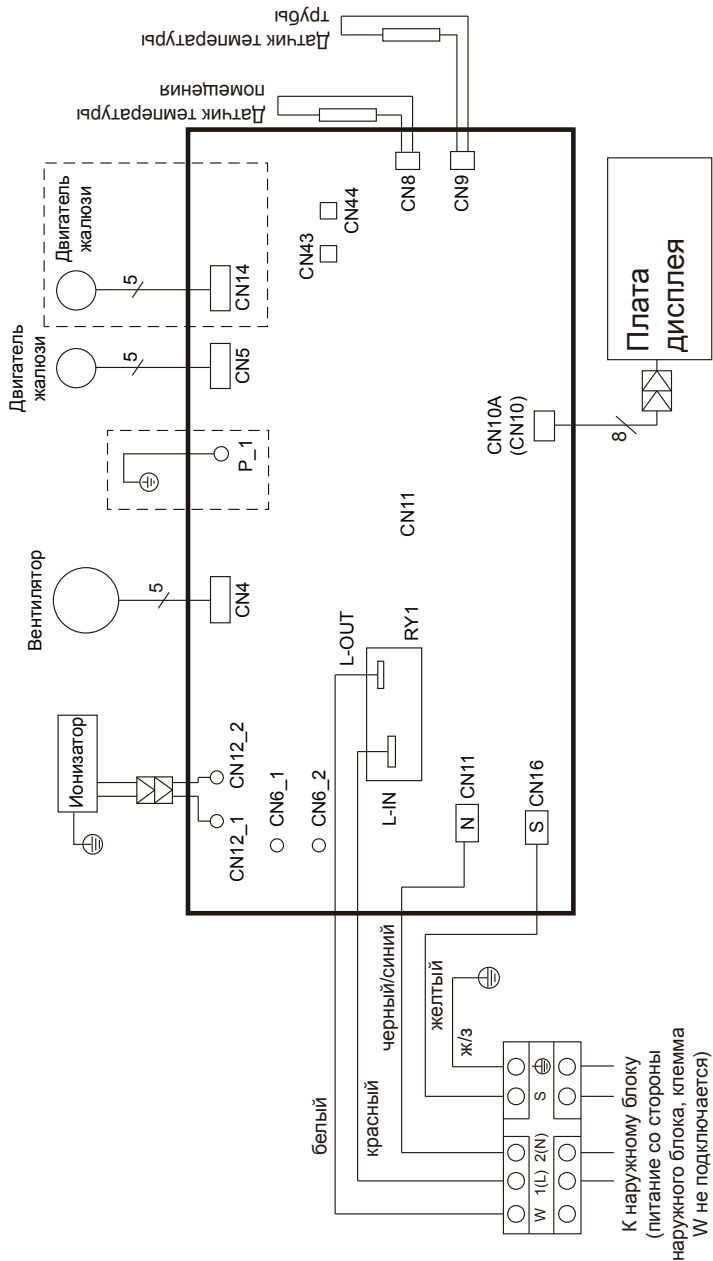 Ионизатор
CN12_1
CN12_2
CN6_1
CN6_2
Вентилятор
5
CN4
P_1
Двигатель
жалюзи
5
CN5
Двигатель
жалюзи
5
CN14
Датчик температуры
помещения
Датчик температуры
трубы
CN43
CN44
CN8
CN9
L-OUT
L-IN
RY1
CN11
N
CN11
S
CN16
CN10A
(CN10)
8
Плата
дисплея
белый
красный
черный/синий
желтый
ж/з
W
1(L)
2(N)
S
К наружному блоку
(питание со стороны
наружного блока, клемма
W не подключается)